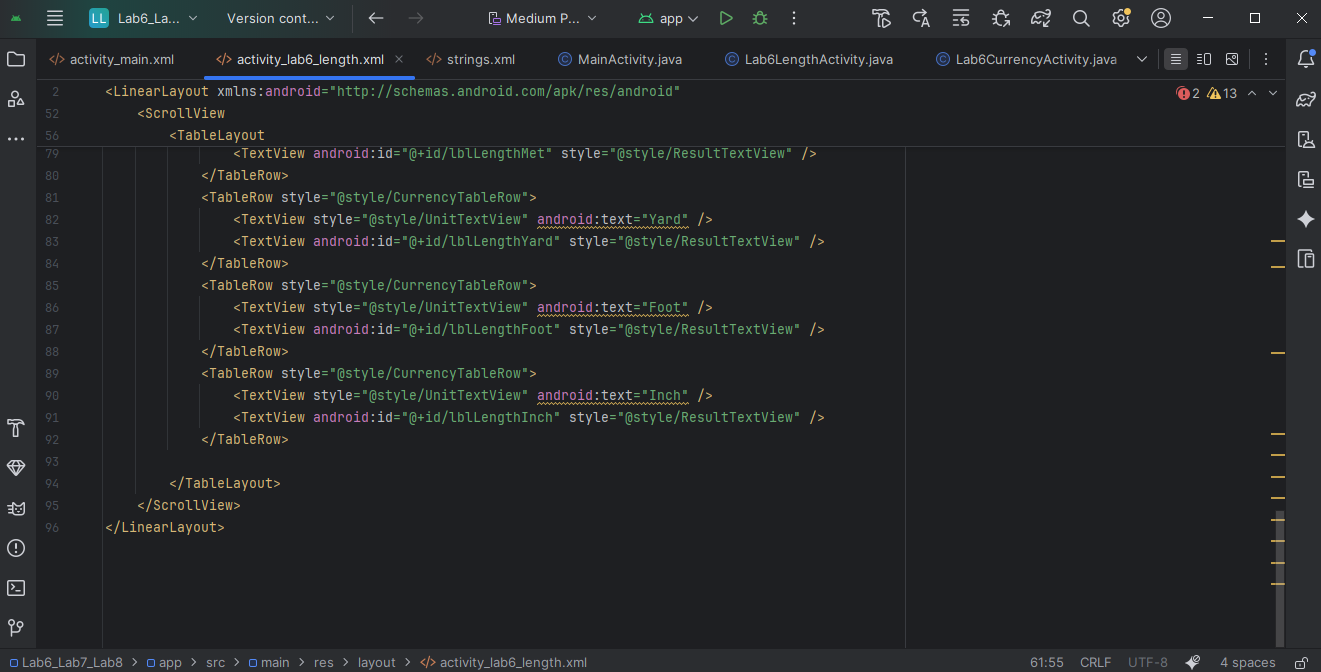 LL Lab6_La... Version cont... Medium P... app
activity_main.xml activity_lab6_length.xml strings.xml MainActivity.java Lab6LengthActivity.java Lab6CurrencyActivity.java
2 <LinearLayout xmlns:android="http://schemas.android.com/apk/res/android" 2 13
52 <ScrollView
56 <TableLayout
79 <TextView android:id="@+id/lblLengthMet" style="@style/ResultTextView" />
80 </TableRow>
81 <TableRow style="@style/CurrencyTableRow">
82 <TextView style="@style/UnitTextView" android:text="Yard" />
83 <TextView android:id="@+id/lblLengthYard" style="@style/ResultTextView" />
84 </TableRow>
85 <TableRow style="@style/CurrencyTableRow">
86 <TextView style="@style/UnitTextView" android:text="Foot" />
87 <TextView android:id="@+id/lblLengthFoot" style="@style/ResultTextView" />
88 </TableRow>
89 <TableRow style="@style/CurrencyTableRow">
90 <TextView style="@style/UnitTextView" android:text="Inch" />
91 <TextView android:id="@+id/lblLengthInch" style="@style/ResultTextView" />
92 </TableRow>
93
94 </TableLayout>
95 </ScrollView>
96 </LinearLayout>
Lab6_Lab7_Lab8 > app > src > main > res > layout > activity_lab6_length.xml 61:55 CRLF UTF-8 4 spaces